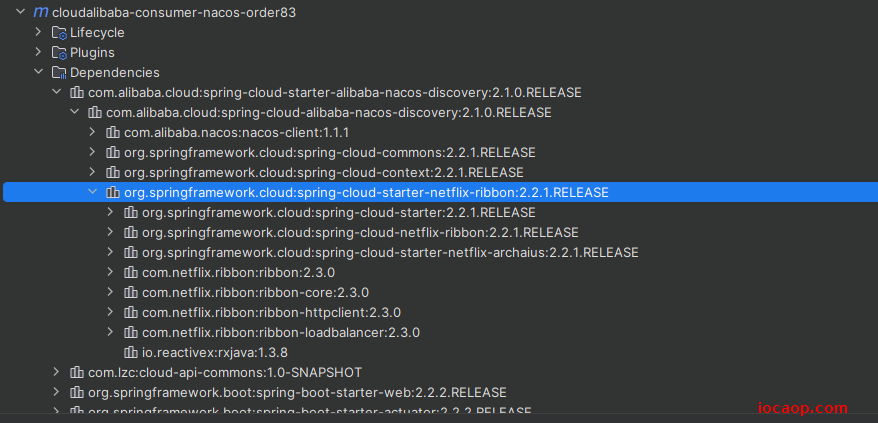 m cloudalibaba-consumer-nacos-order83
Lifecycle
Plugins
Dependencies
com.alibaba.cloud:spring-cloud-starter-alibaba-nacos-discovery:2.1.0.RELEASE
com.alibaba.cloud:spring-cloud-alibaba-nacos-discovery:2.1.0.RELEASE
com.alibaba.nacos:nacos-client:1.1.1
org.springframework.cloud:spring-cloud-commons:2.2.1.RELEASE
org.springframework.cloud:spring-cloud-context:2.2.1.RELEASE
org.springframework.cloud:spring-cloud-starter-netflix-ribbon:2.2.1.RELEASE
org.springframework.cloud:spring-cloud-starter:2.2.1.RELEASE
org.springframework.cloud:spring-cloud-netflix-ribbon:2.2.1.RELEASE
org.springframework.cloud:spring-cloud-starter-netflix-archaius:2.2.1.RELEASE
com.netflix.ribbon:ribbon:2.3.0
com.netflix.ribbon:ribbon-core:2.3.0
com.netflix.ribbon:ribbon-httpclient:2.3.0
com.netflix.ribbon:ribbon-loadbalancer:2.3.0
io.reactivex:rxjava:1.3.8
com.lzc:cloud-api-commons:1.0-SNAPSHOT
org.springframework.boot:spring-boot-starter-web:2.2.2.RELEASE
org.springframework.boot:spring-boot-starter-actuator:2.2.2.RELEASE
iocaop.com